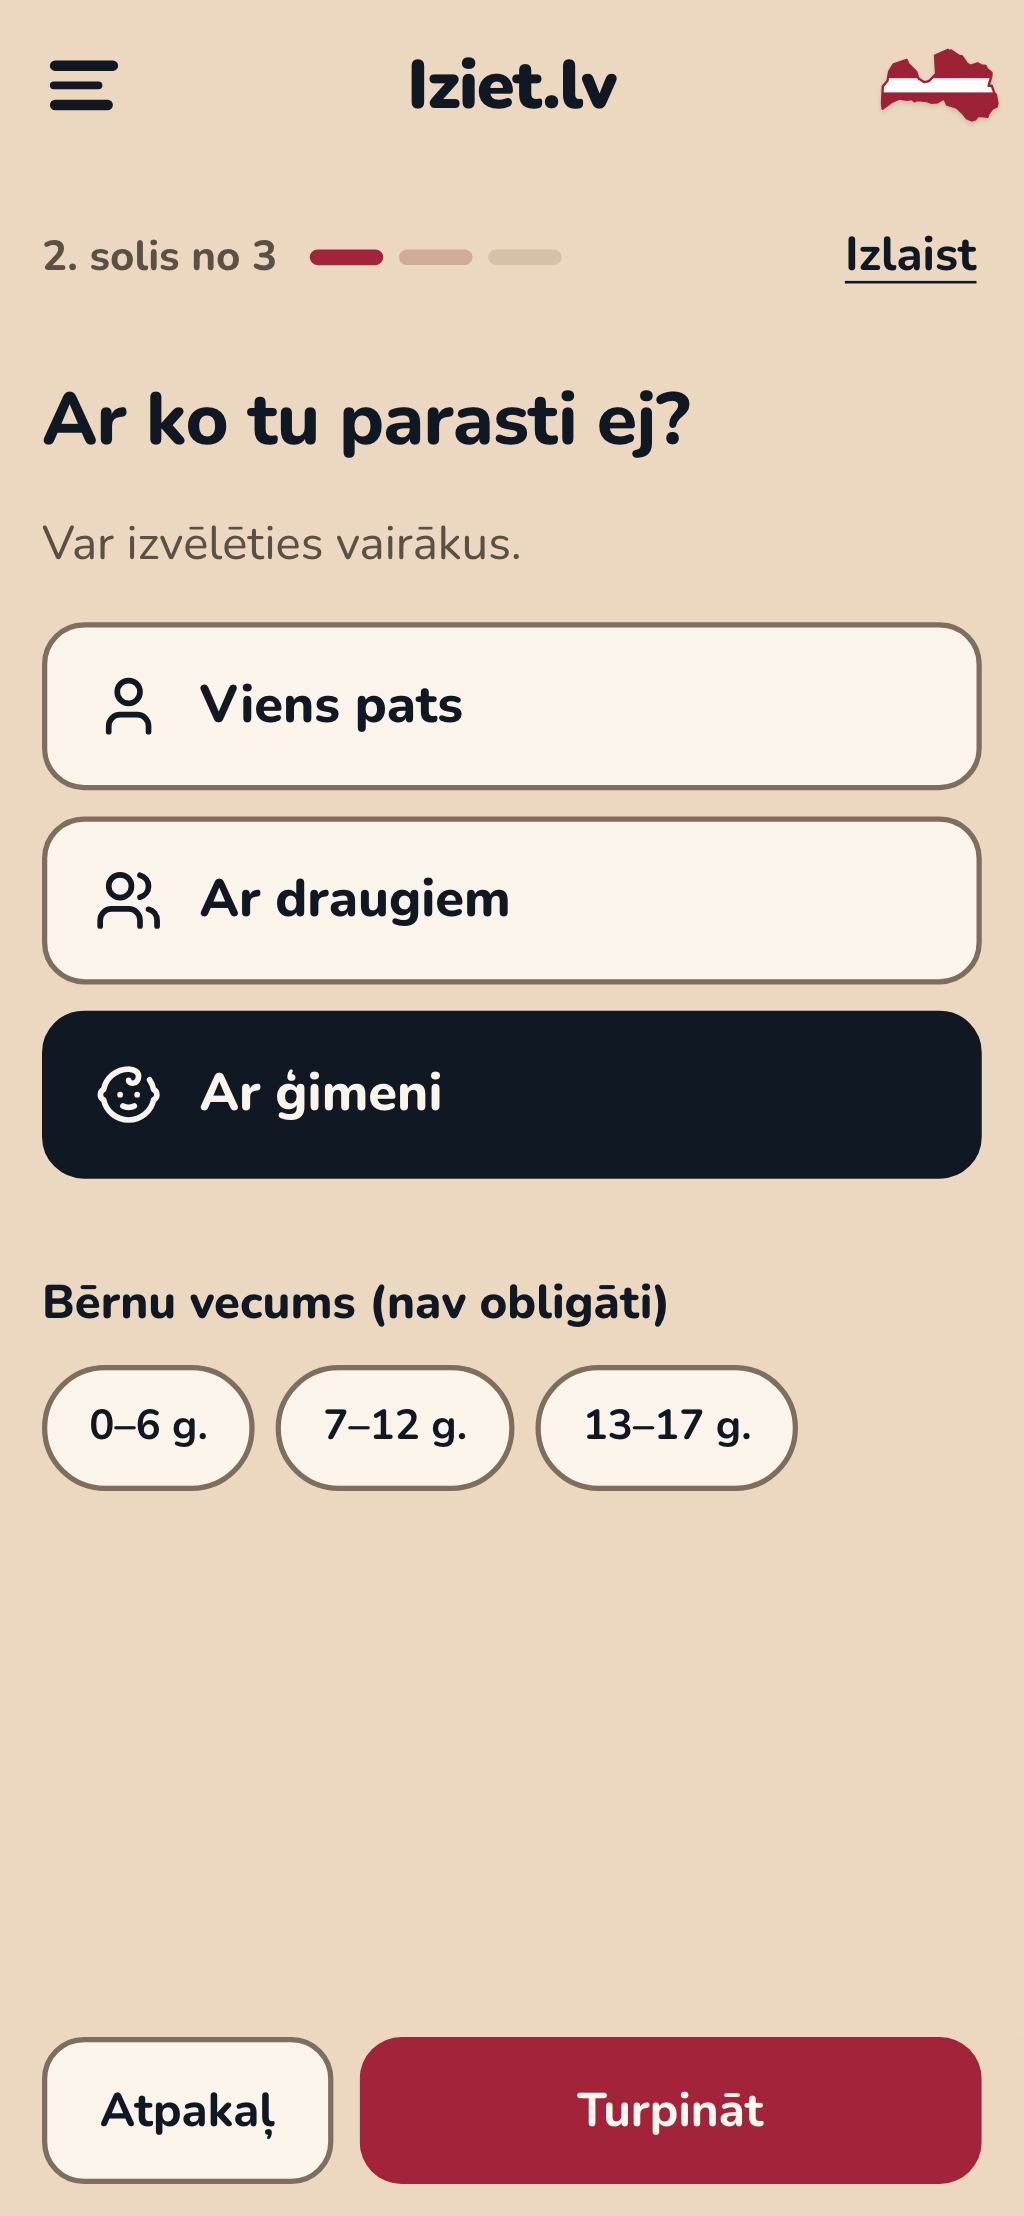 Iziet.lv
2. solis no 3
Izlaist
Ar ko tu parasti ej?
Var izvēlēties vairākus.
Viens pats
Ar draugiem
Ar ģimeni
Bērnu vecums (nav obligāti)
0–6 g.
7–12 g.
13–17 g.
Atpakaļ
Turpināt